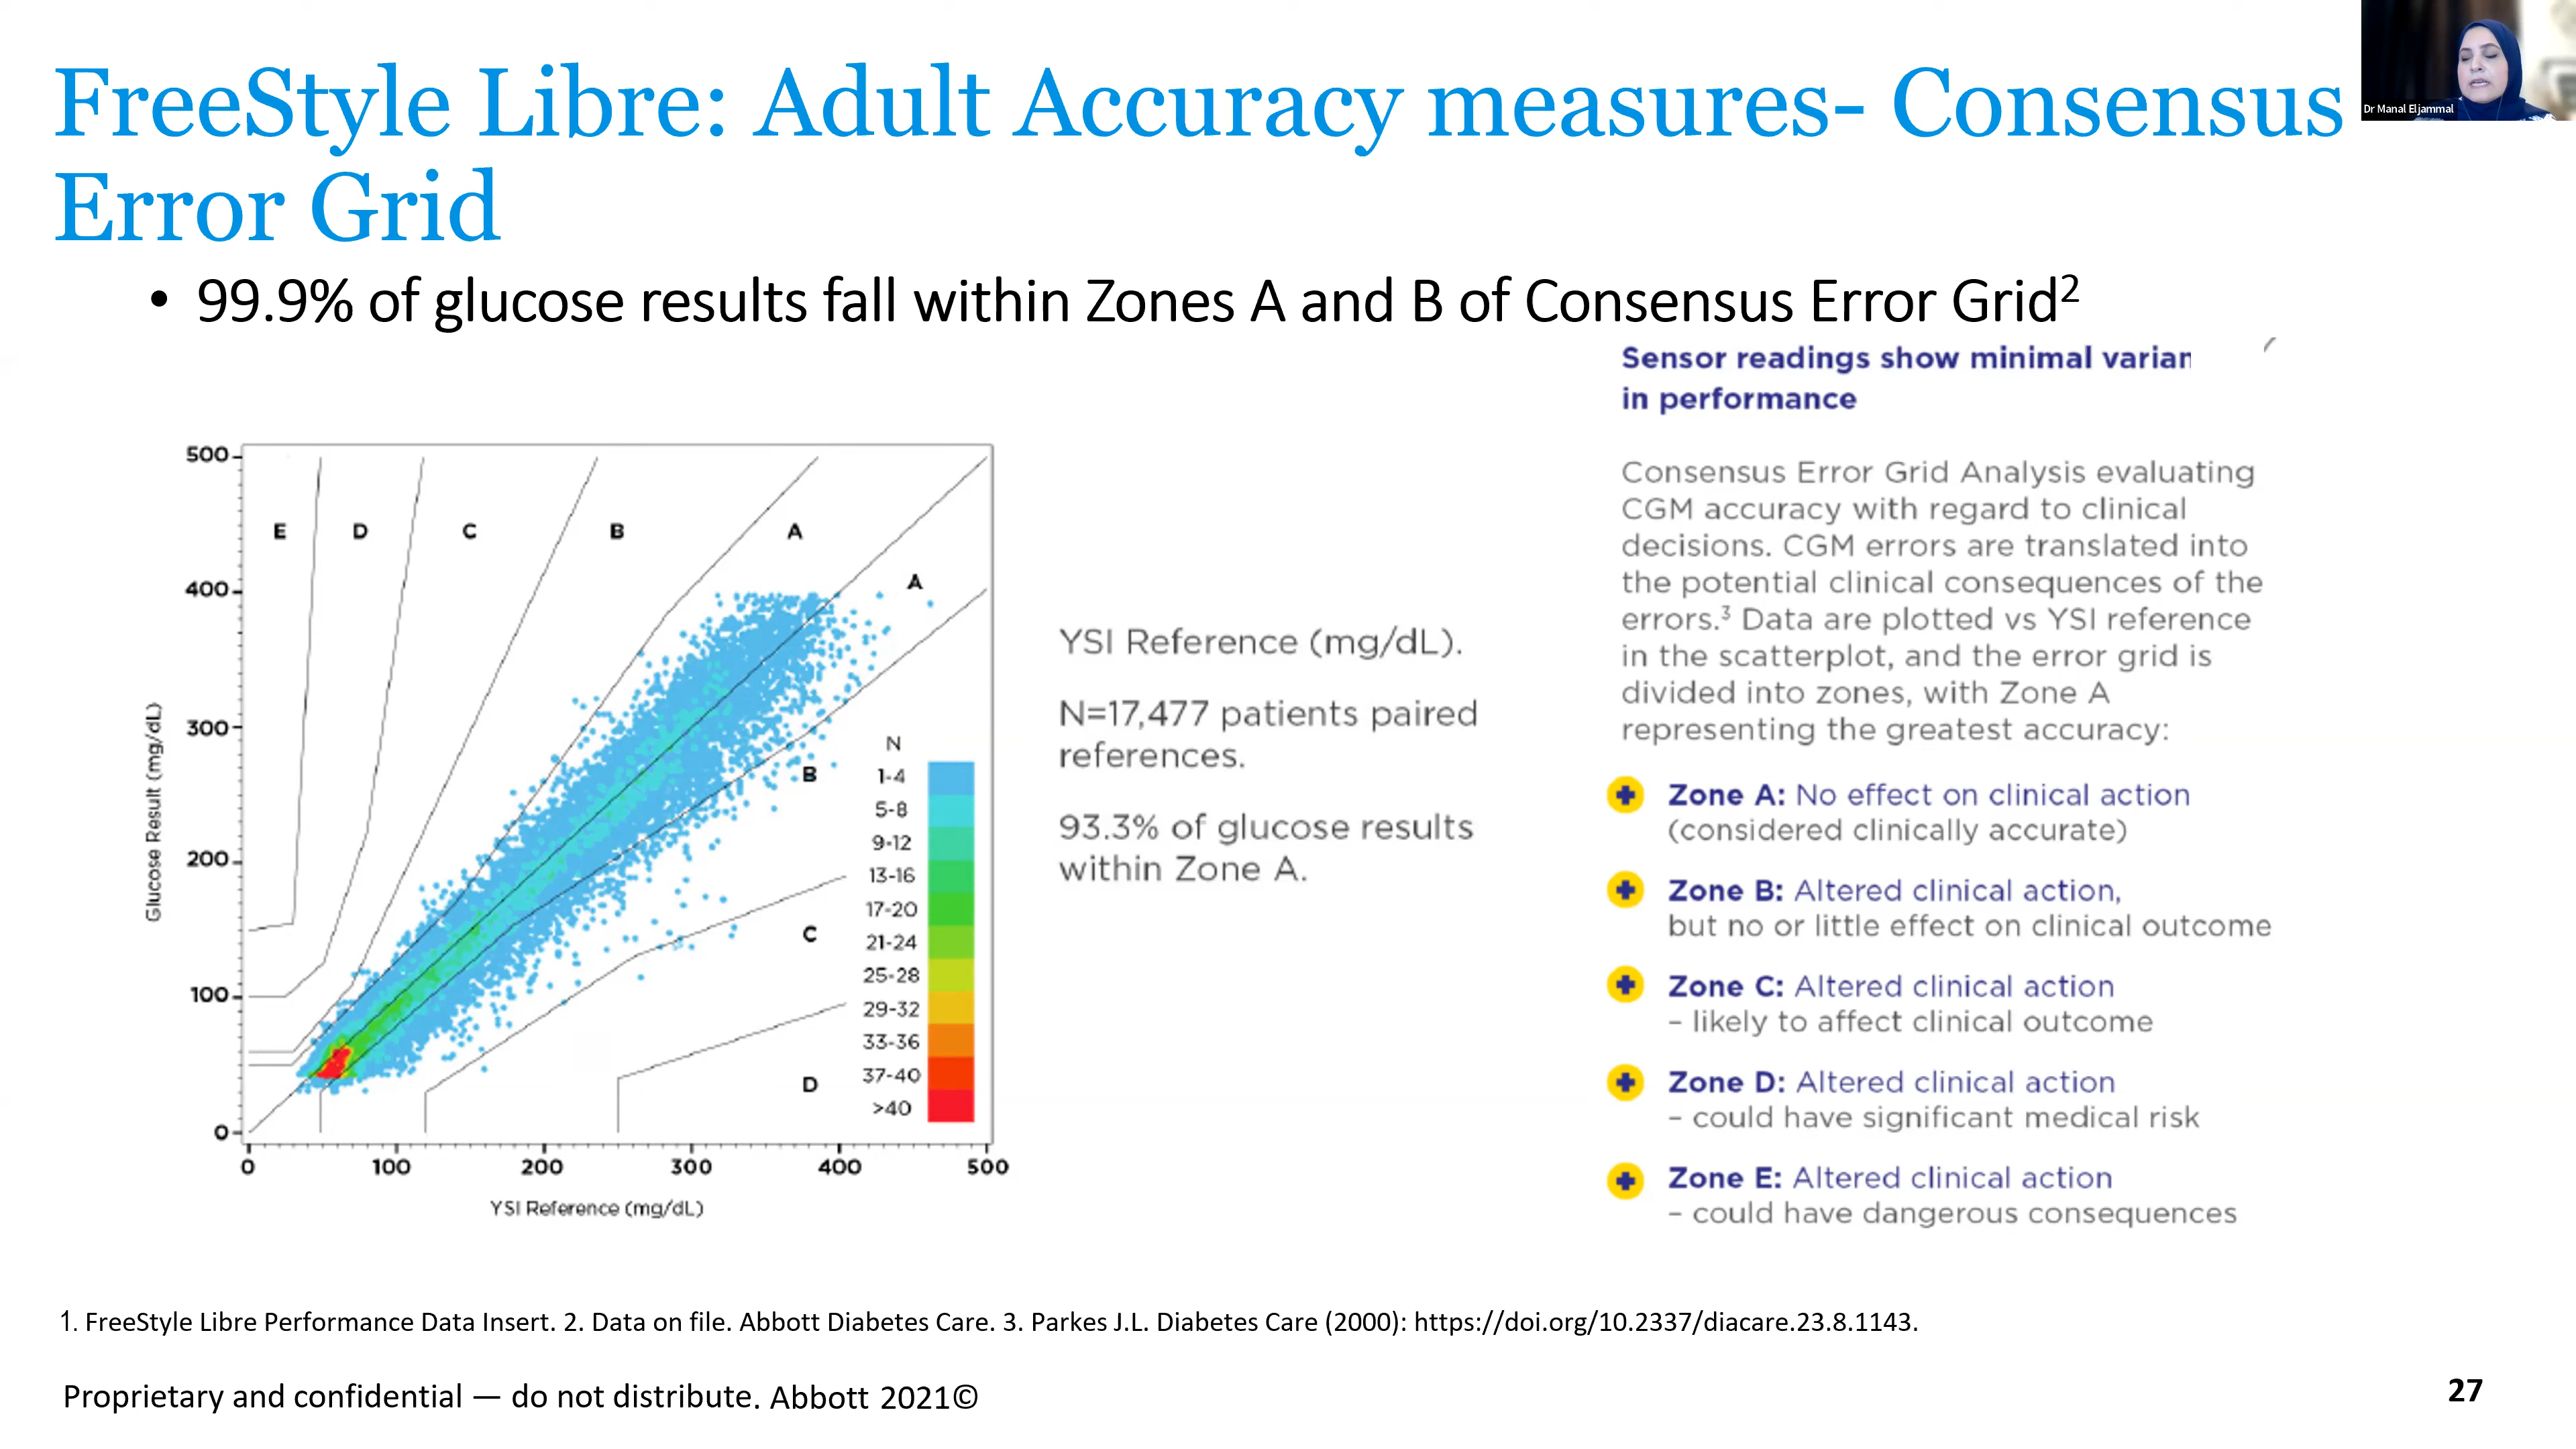 FreeStyle Libre: Adult Accuracy measures- Consensus
Error Grid
Dr Manal Eljammal
• 99.9% of glucose results fall within Zones A and B of Consensus Error Grid²
500
400
300
200
100
0
Glucose Result (mg/dL)
E
D
C
B
A
A
B
C
D
N
1-4
5-8
9-12
13-16
17-20
21-24
25-28
29-32
33-36
37-40
>40
0
100
200
300
400
500
YSI Reference (mg/dL)
YSI Reference (mg/dL).
N=17,477 patients paired
references.
93.3% of glucose results
within Zone A.
Sensor readings show minimal varian
in performance
Consensus Error Grid Analysis evaluating
CGM accuracy with regard to clinical
decisions. CGM errors are translated into
the potential clinical consequences of the
errors.³ Data are plotted vs YSI reference
in the scatterplot, and the error grid is
divided into zones, with Zone A
representing the greatest accuracy:
Zone A: No effect on clinical action
(considered clinically accurate)
Zone B: Altered clinical action,
but no or little effect on clinical outcome
Zone C: Altered clinical action
– likely to affect clinical outcome
Zone D: Altered clinical action
– could have significant medical risk
Zone E: Altered clinical action
– could have dangerous consequences
1. FreeStyle Libre Performance Data Insert. 2. Data on file. Abbott Diabetes Care. 3. Parkes J.L. Diabetes Care (2000): https://doi.org/10.2337/diacare.23.8.1143.
Proprietary and confidential — do not distribute. Abbott 2021©
27